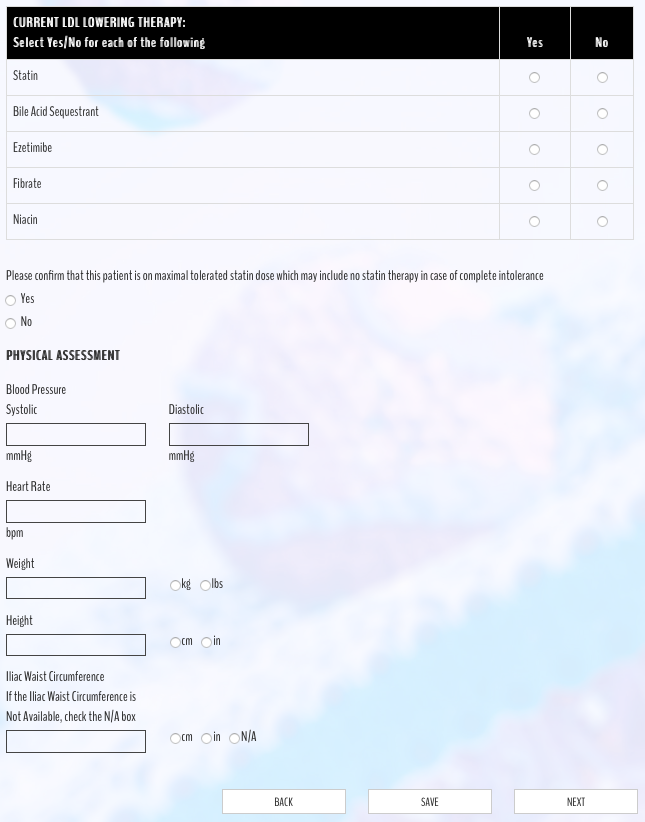 CURRENT LDL LOWERING THERAPY:
Select Yes/No for each of the following
Yes
No
Statin
Bile Acid Sequestrant
Ezetimibe
Fibrate
Niacin
Please confirm that this patient is on maximal tolerated statin dose which may include no statin therapy in case of complete intolerance
Yes
No
PHYSICAL ASSESSMENT
Blood Pressure
Systolic Diastolic
mmHg mmHg
Heart Rate
bpm
Weight
kg lbs
Height
cm in
Iliac Waist Circumference
If the Iliac Waist Circumference is
Not Available, check the N/A box
cm in N/A
BACK SAVE NEXT